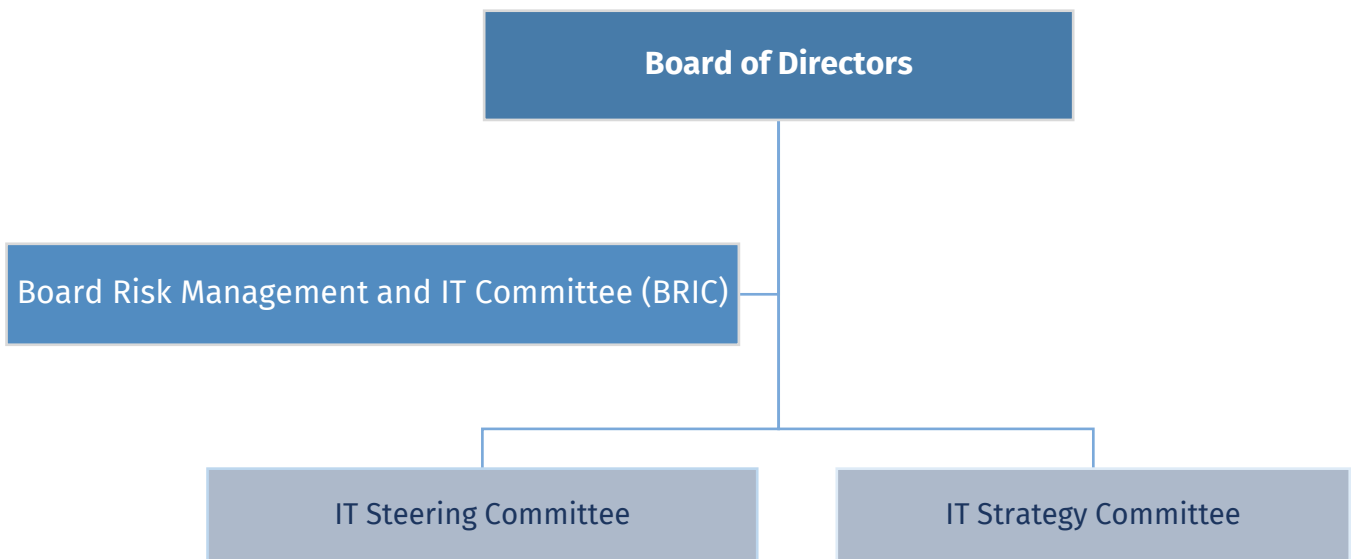 Board of Directors
Board Risk Management and IT Committee (BRIC)
IT Steering Committee
IT Strategy Committee